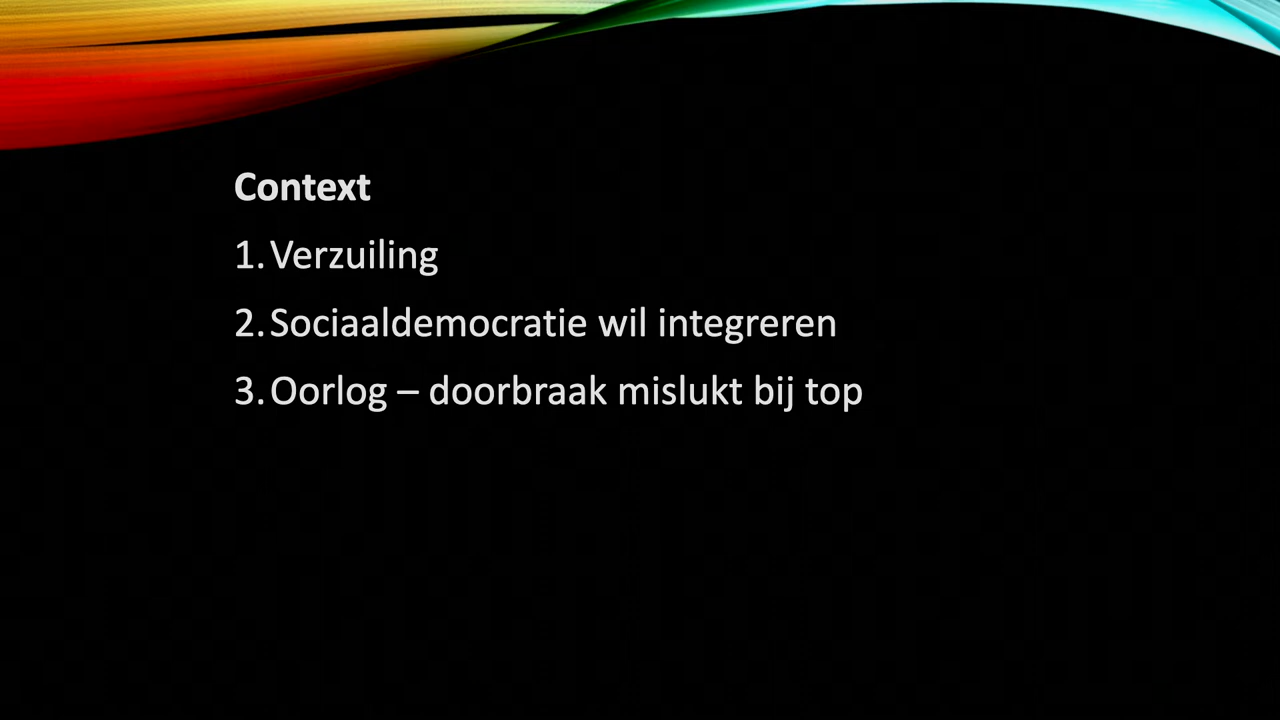 Context
1. Verzuiling
2. Sociaaldemocratie wil integreren
3. Oorlog – doorbraak mislukt bij top